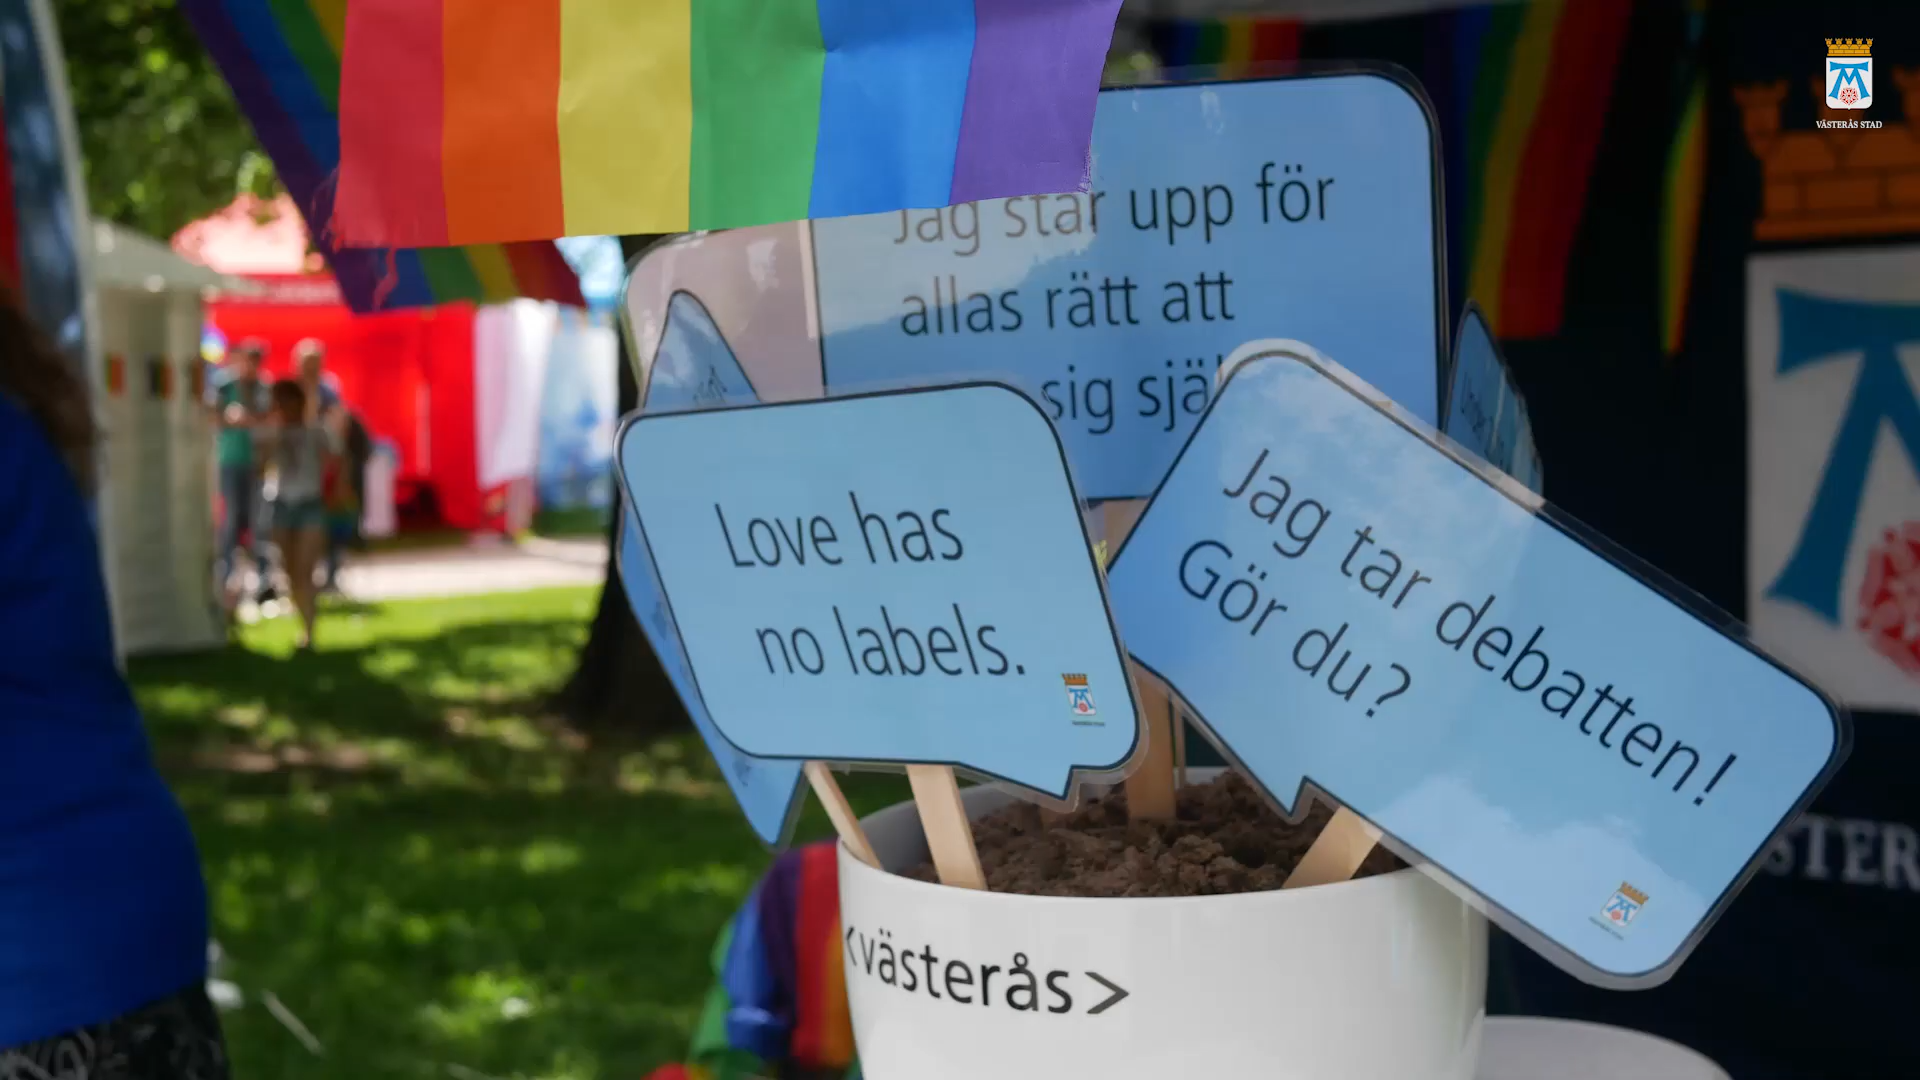 VÄSTERÅS STAD
Jag står upp för
allas rätt att
sig
Love has
no labels.
Jag tar debatten!
Gör du?
<västerås>